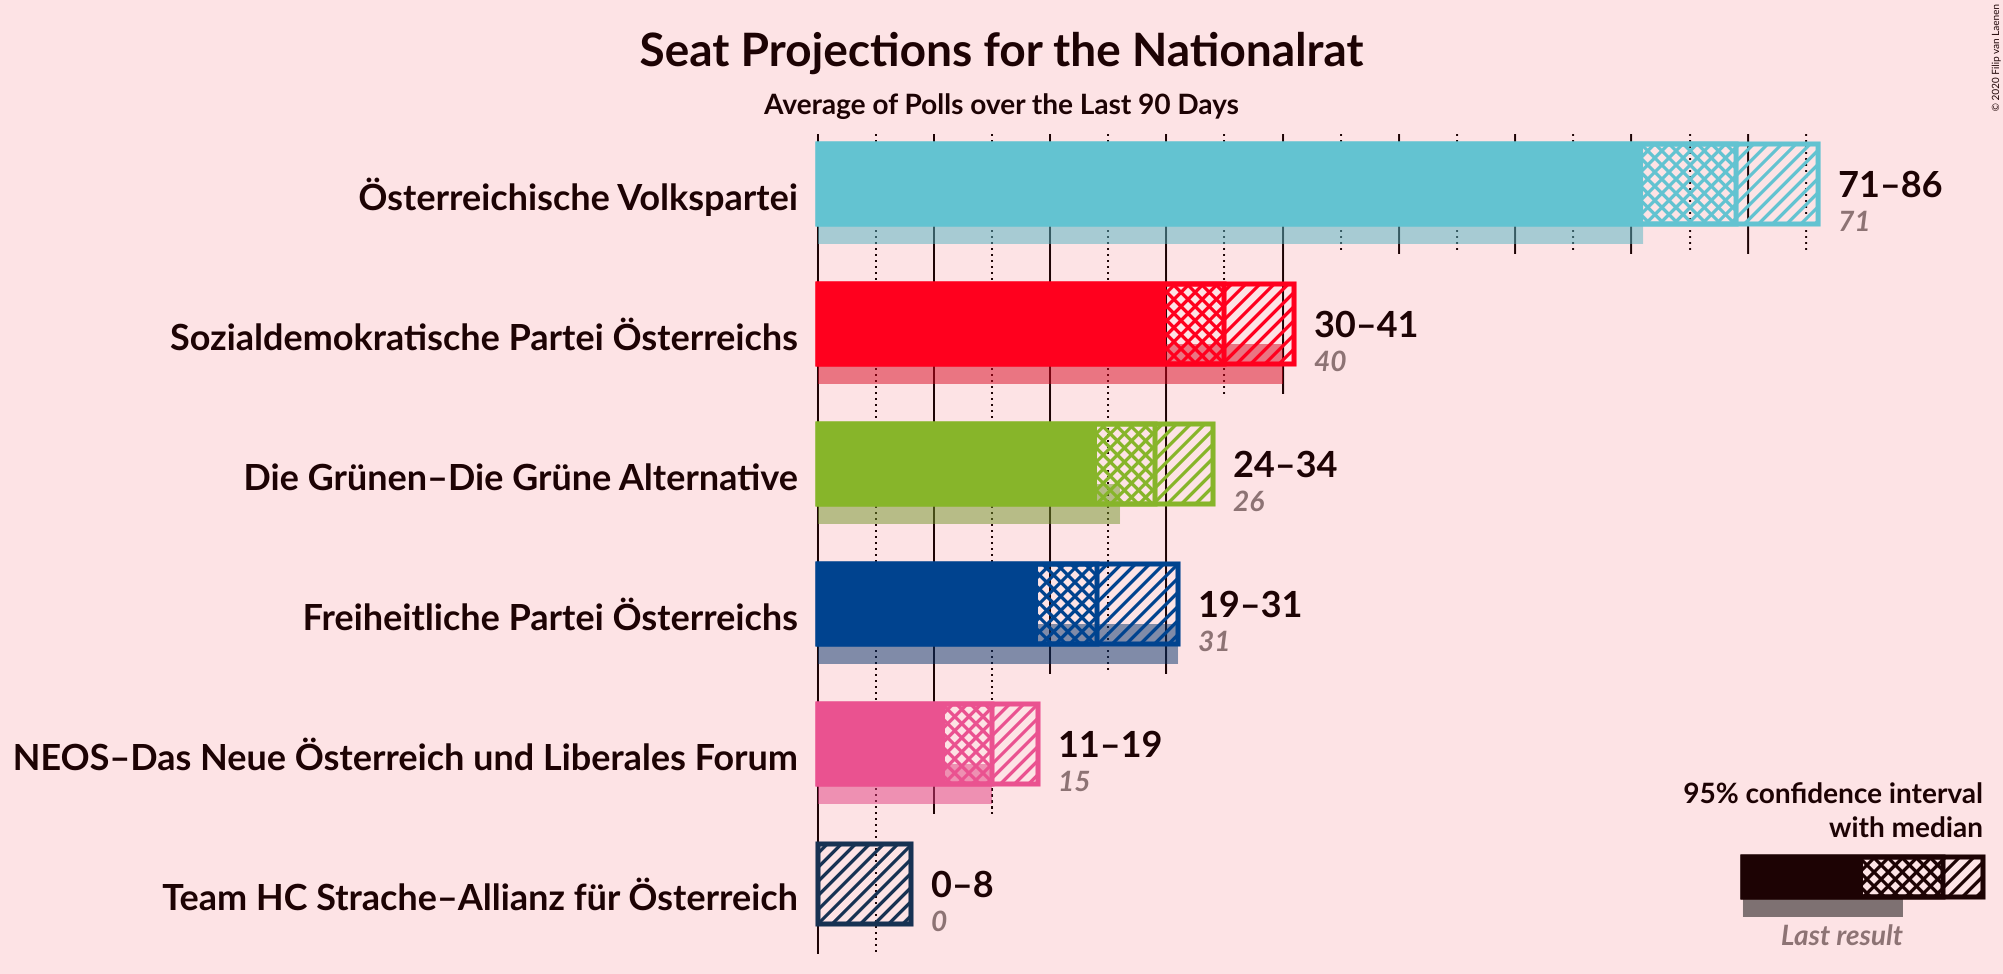 Seat Projections for the Nationalrat
Average of Polls over the Last 90 Days
© 2020 Filip van Laenen
Österreichische Volkspartei
71–86
71
Sozialdemokratische Partei Österreichs
30–41
40
Die Grünen–Die Grüne Alternative
24–34
26
Freiheitliche Partei Österreichs
19–31
31
NEOS–Das Neue Österreich und Liberales Forum
11–19
15
Team HC Strache–Allianz für Österreich
0–8
0
95% confidence interval
with median
Last result